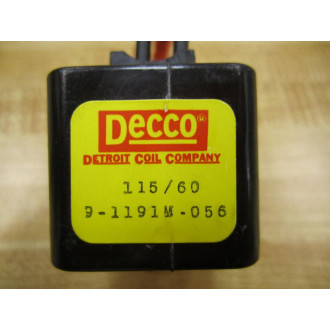 Decco®
DETROIT COIL COMPANY
115/60
9-1191M-056